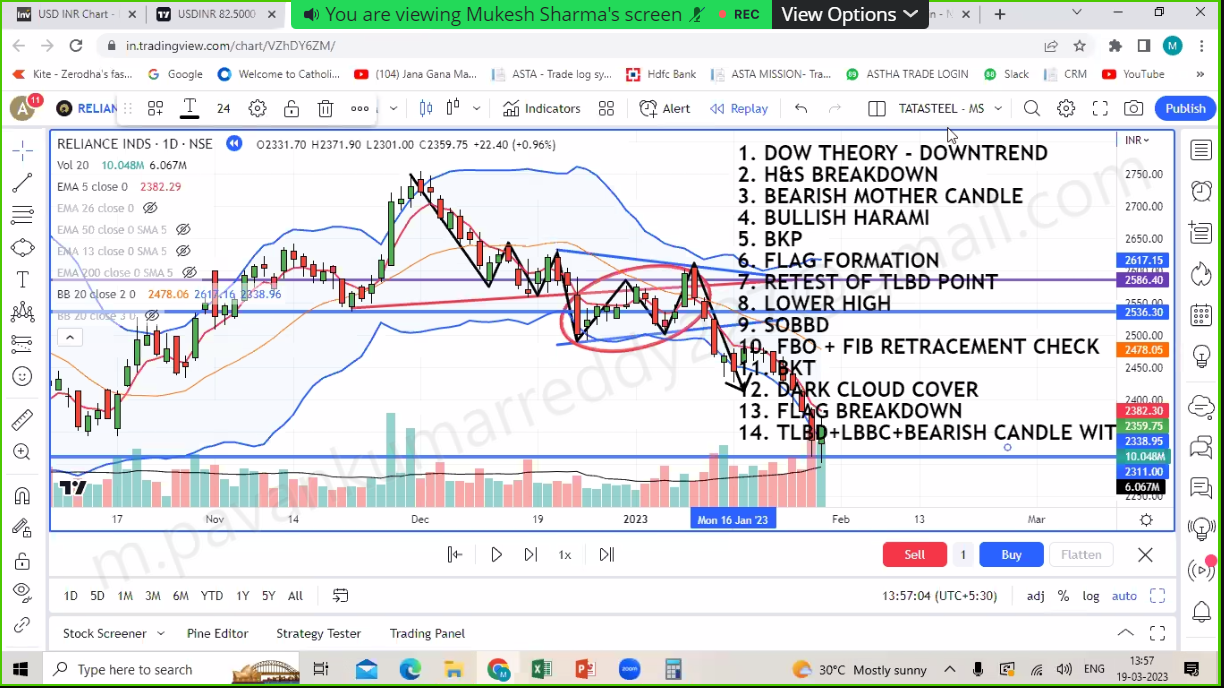 USD INR Chart -
USDINR 82.5000
You are viewing Mukesh Sharma's screen
REC
View Options
n - No
in.tradingview.com/chart/VZhDY6ZM/
M
Kite - Zerodha's fas...
Google
Welcome to Catholi...
(104) Jana Gana Ma...
ASTA - Trade log sy...
Hdfc Bank
ASTA MISSION- Tra...
ASTHA TRADE LOGIN
Slack
CRM
YouTube
A
11
RELIAN
24
Indicators
Alert
Replay
TATASTEEL - MS
Publish
RELIANCE INDS · 1D · NSE
O2331.70 H2371.90 L2301.00 C2359.75 +22.40 (+0.96%)
INR
Vol 20 10.048M 6.067M
EMA 5 close 0 2382.29
EMA 26 close 0
EMA 50 close 0 SMA 5
EMA 13 close 0 SMA 5
EMA 200 close 0 SMA 5
BB 20 close 2 0 2478.06 2617.16 2338.96
BB 20 close 3 0
1. DOW THEORY - DOWNTREND
2. H&S BREAKDOWN
3. BEARISH MOTHER CANDLE
4. BULLISH HARAMI
5. BKP
6. FLAG FORMATION
7. RETEST OF TLBD POINT
8. LOWER HIGH
9. SOBBD
10. FBO + FIB RETRACEMENT CHECK
11. BKT
12. DARK CLOUD COVER
13. FLAG BREAKDOWN
14. TLBD+LBBC+BEARISH CANDLE WIT
2750.00
2700.00
2650.00
2617.15
2586.40
2550.00
2536.30
2500.00
2478.05
2450.00
2400.00
2382.30
2359.75
2338.95
10.048M
2311.00
6.067M
17
Nov
14
Dec
19
2023
Mon 16 Jan '23
Feb
13
Mar
1x
Sell
1
Buy
Flatten
1D 5D 1M 3M 6M YTD 1Y 5Y All
13:57:04 (UTC+5:30)
adj % log auto
Stock Screener
Pine Editor
Strategy Tester
Trading Panel
Type here to search
zoom
30°C Mostly sunny
ENG
13:57
19-03-2023